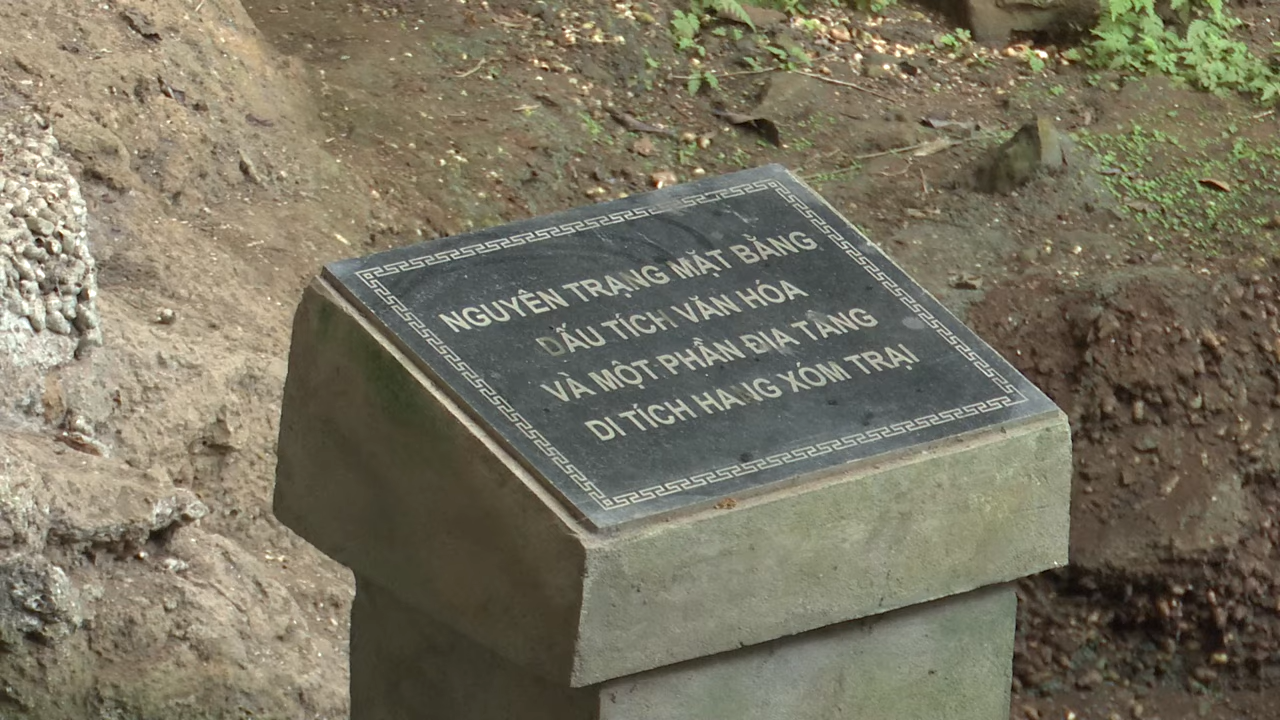 NGUYÊN TRẠNG MẶT BẰNG
DẤU TÍCH VĂN HÓA
VÀ MỘT PHẦN ĐỊA TẦNG
DI TÍCH HANG XÓM TRẠI